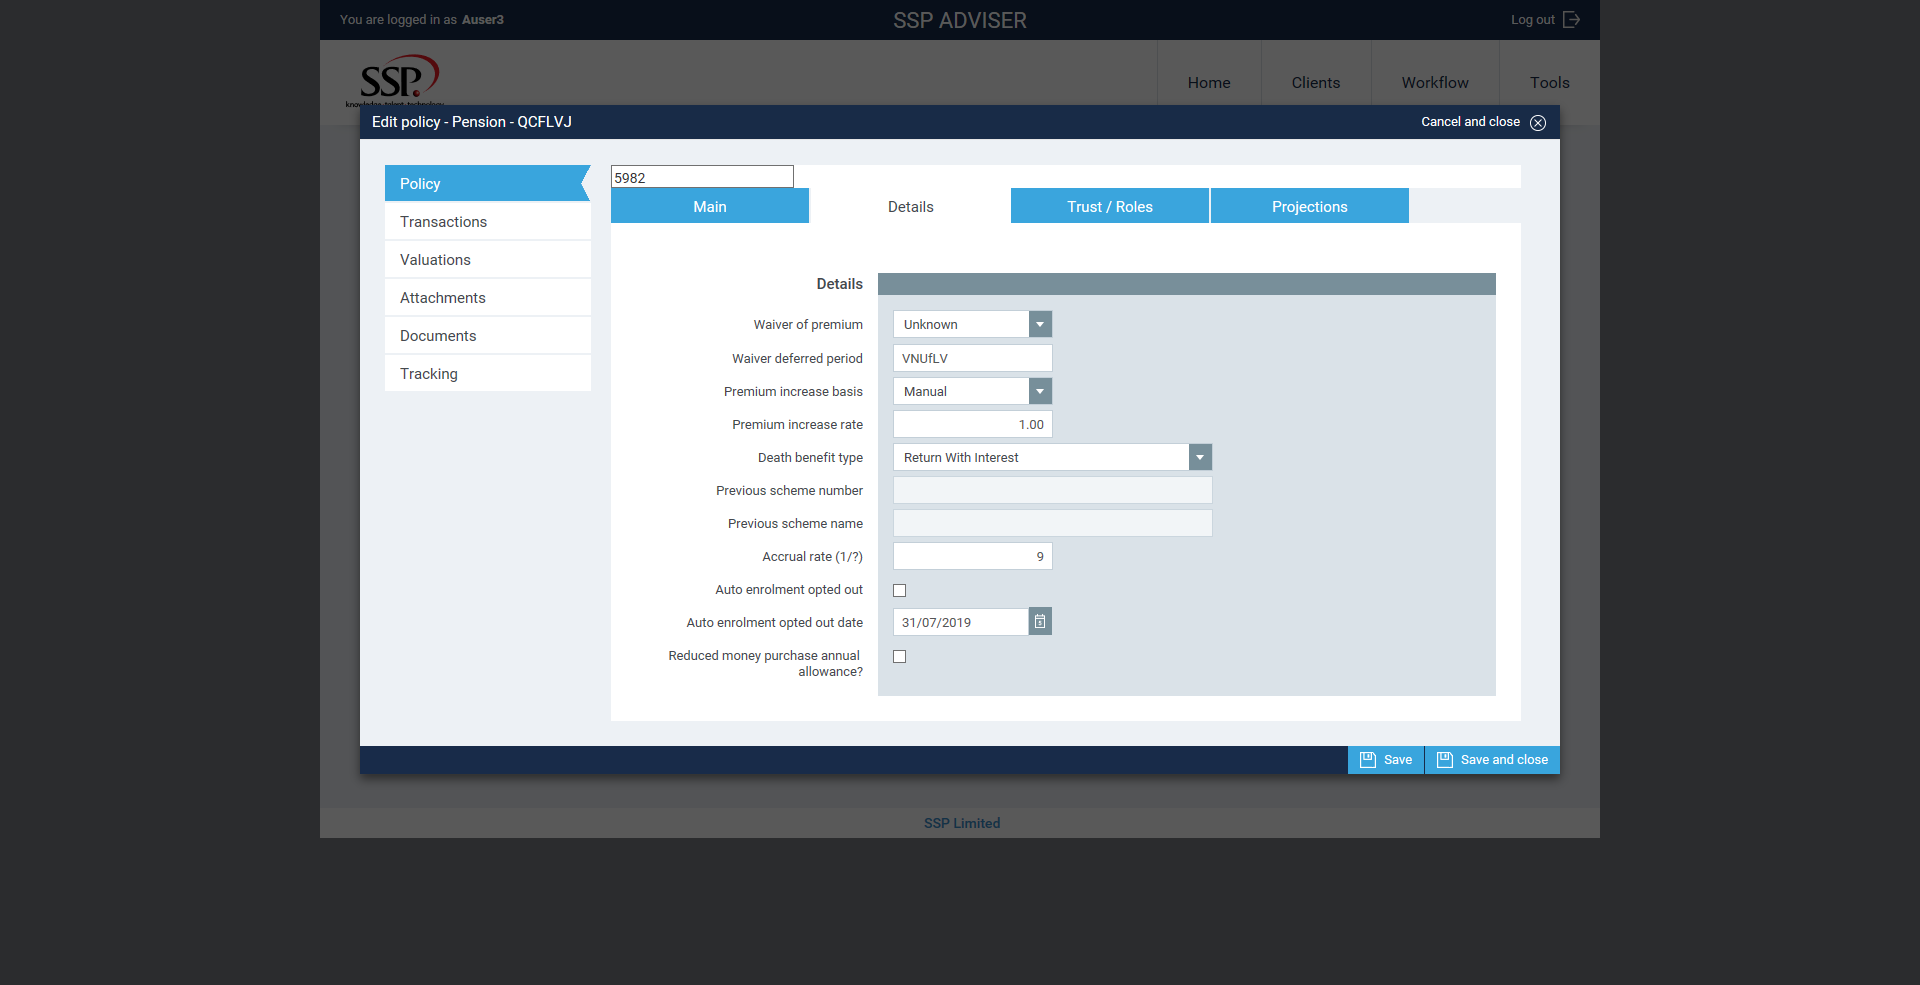 You are logged in as Auser3
SSP ADVISER
Log out
SSP
knowledge·talent·technology
Home
Clients
Workflow
Tools
Edit policy - Pension - QCFLVJ
Cancel and close
Policy
Transactions
Valuations
Attachments
Documents
Tracking
5982
Main
Details
Trust / Roles
Projections
Details
Waiver of premium
Unknown
Waiver deferred period
VNUfLV
Premium increase basis
Manual
Premium increase rate
1.00
Death benefit type
Return With Interest
Previous scheme number
Previous scheme name
Accrual rate (1/?)
9
Auto enrolment opted out
Auto enrolment opted out date
31/07/2019
Reduced money purchase annual
allowance?
Save
Save and close
SSP Limited